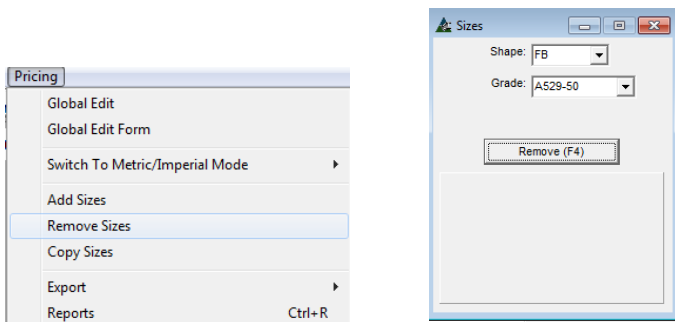 Pricing
Global Edit
Global Edit Form
Switch To Metric/Imperial Mode
Add Sizes
Remove Sizes
Copy Sizes
Export
Reports Ctrl+R
Sizes
Shape: FB
Grade: A529-50
Remove (F4)